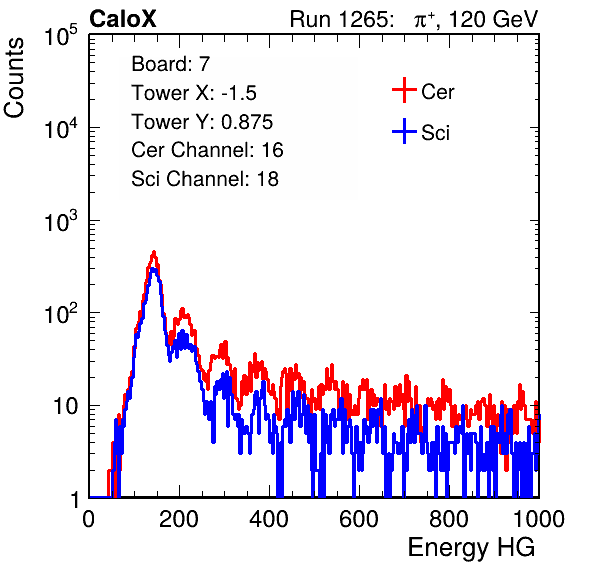 CaloX Run 1265: π⁺, 120 GeV
Counts
10⁵
10⁴
10³
10²
10
1
Board: 7
Tower X: -1.5
Tower Y: 0.875
Cer Channel: 16
Sci Channel: 18
Cer
Sci
0 200 400 600 800 1000
Energy HG